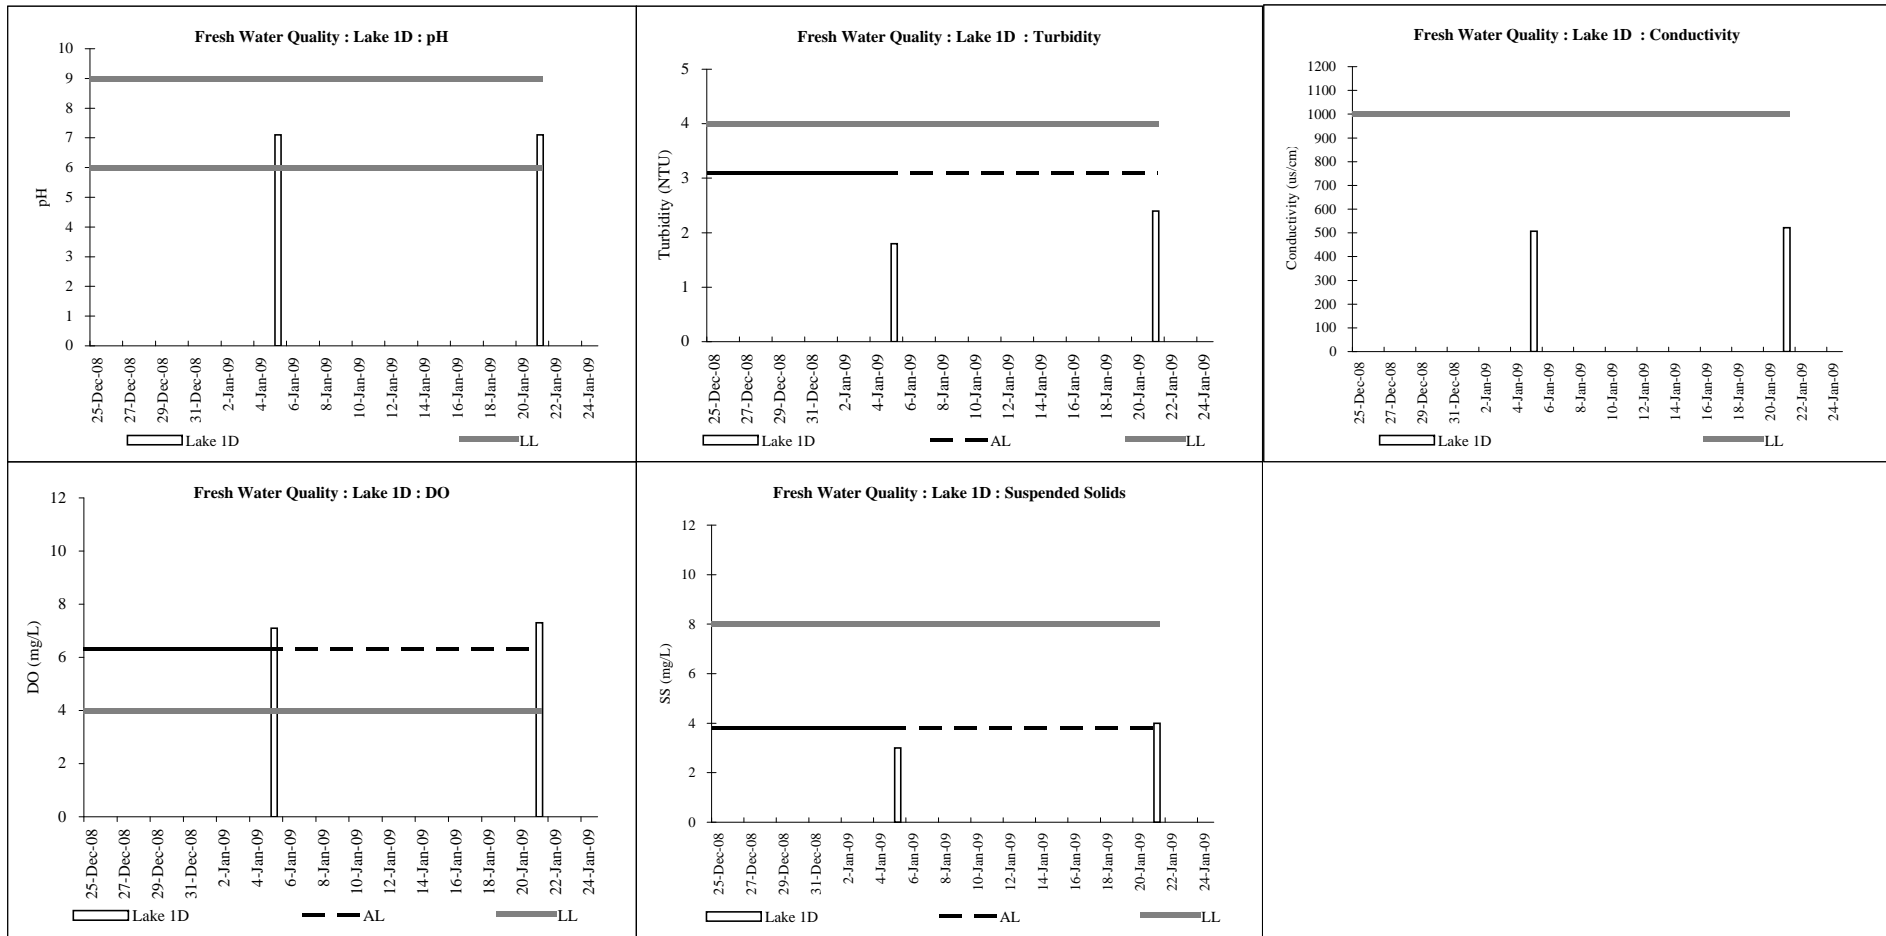 Fresh Water Quality : Lake 1D : pH
10
9
8
7
6
5
4
3
2
1
0
pH
25-Dec-08
27-Dec-08
29-Dec-08
31-Dec-08
2-Jan-09
4-Jan-09
6-Jan-09
8-Jan-09
10-Jan-09
12-Jan-09
14-Jan-09
16-Jan-09
18-Jan-09
20-Jan-09
22-Jan-09
24-Jan-09
Lake 1D LL
Fresh Water Quality : Lake 1D : Turbidity
5
4
3
2
1
0
Turbidity (NTU)
25-Dec-08
27-Dec-08
29-Dec-08
31-Dec-08
2-Jan-09
4-Jan-09
6-Jan-09
8-Jan-09
10-Jan-09
12-Jan-09
14-Jan-09
16-Jan-09
18-Jan-09
20-Jan-09
22-Jan-09
24-Jan-09
Lake 1D AL LL
Fresh Water Quality : Lake 1D : Conductivity
1200
1100
1000
900
800
700
600
500
400
300
200
100
0
Conductivity (us/cm)
25-Dec-08
27-Dec-08
29-Dec-08
31-Dec-08
2-Jan-09
4-Jan-09
6-Jan-09
8-Jan-09
10-Jan-09
12-Jan-09
14-Jan-09
16-Jan-09
18-Jan-09
20-Jan-09
22-Jan-09
24-Jan-09
Lake 1D LL
Fresh Water Quality : Lake 1D : DO
12
10
8
6
4
2
0
DO (mg/L)
25-Dec-08
27-Dec-08
29-Dec-08
31-Dec-08
2-Jan-09
4-Jan-09
6-Jan-09
8-Jan-09
10-Jan-09
12-Jan-09
14-Jan-09
16-Jan-09
18-Jan-09
20-Jan-09
22-Jan-09
24-Jan-09
Lake 1D AL LL
Fresh Water Quality : Lake 1D : Suspended Solids
12
10
8
6
4
2
0
SS (mg/L)
25-Dec-08
27-Dec-08
29-Dec-08
31-Dec-08
2-Jan-09
4-Jan-09
6-Jan-09
8-Jan-09
10-Jan-09
12-Jan-09
14-Jan-09
16-Jan-09
18-Jan-09
20-Jan-09
22-Jan-09
24-Jan-09
Lake 1D AL LL